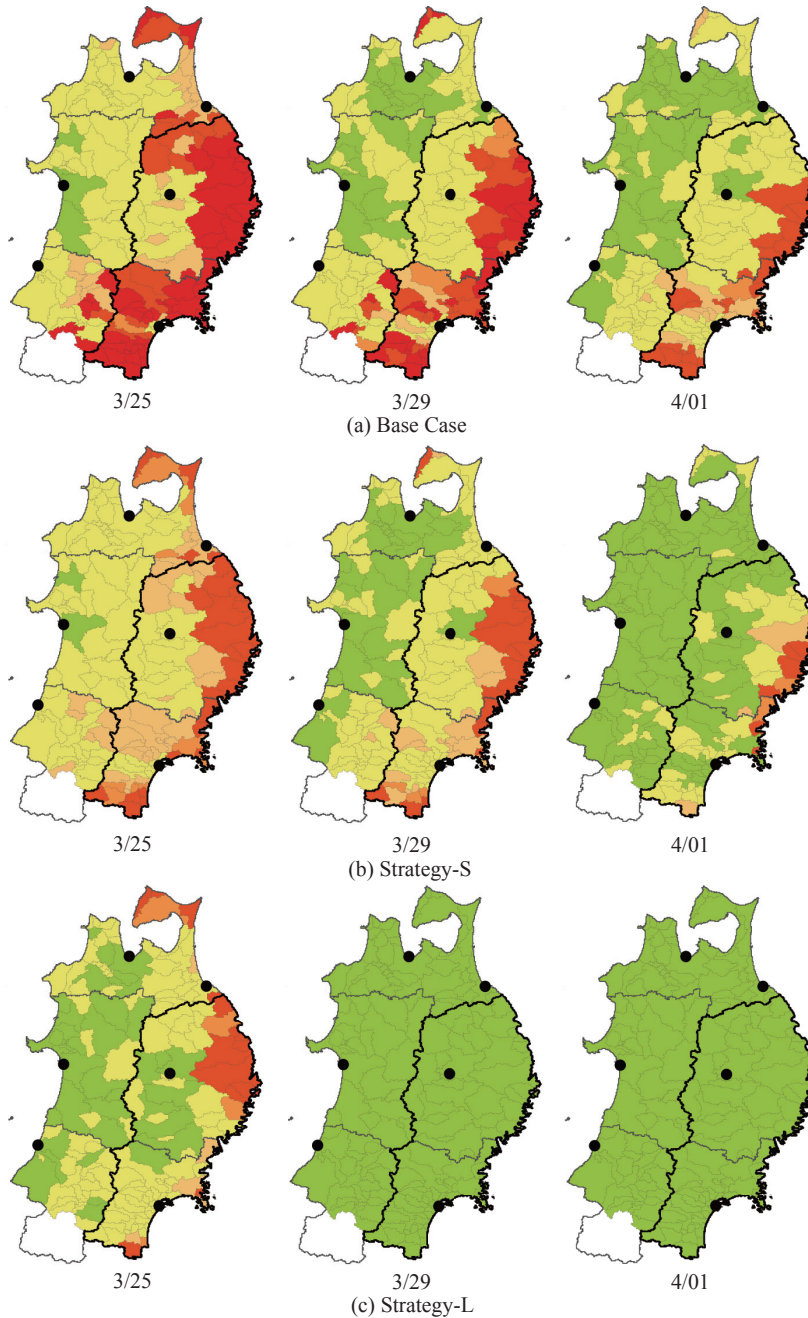 3/25 3/29 4/01
(a) Base Case
3/25 3/29 4/01
(b) Strategy-S
3/25 3/29 4/01
(c) Strategy-L